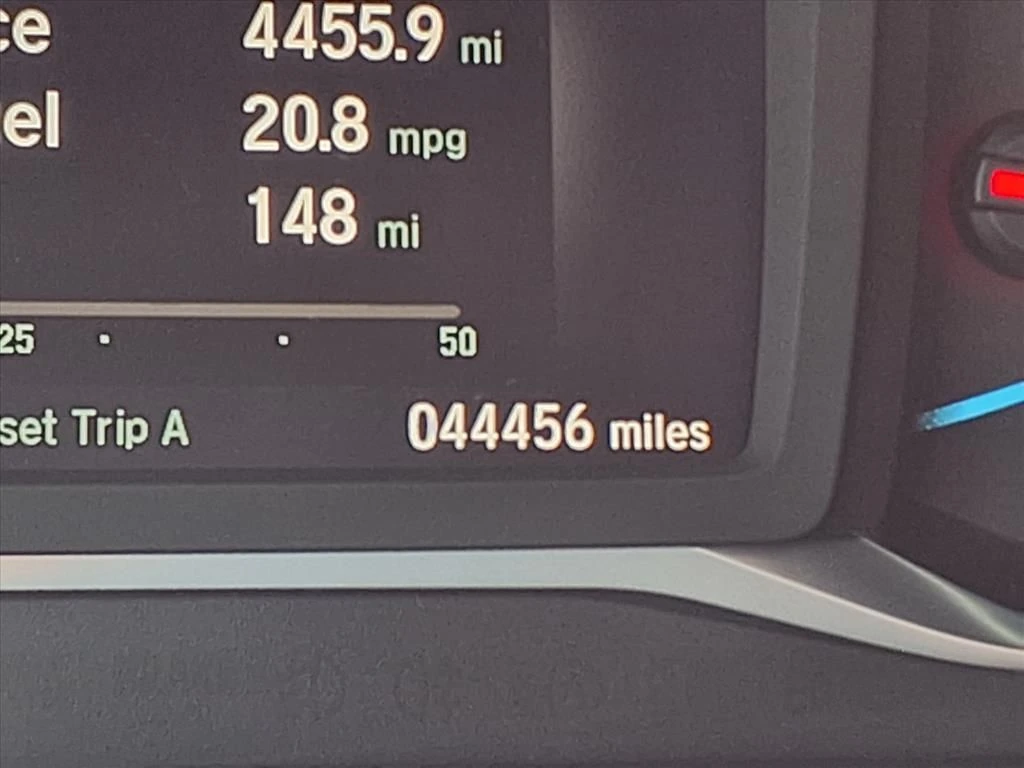 ce 4455.9 mi
el 20.8 mpg
148 mi
25 50
set Trip A 044456 miles